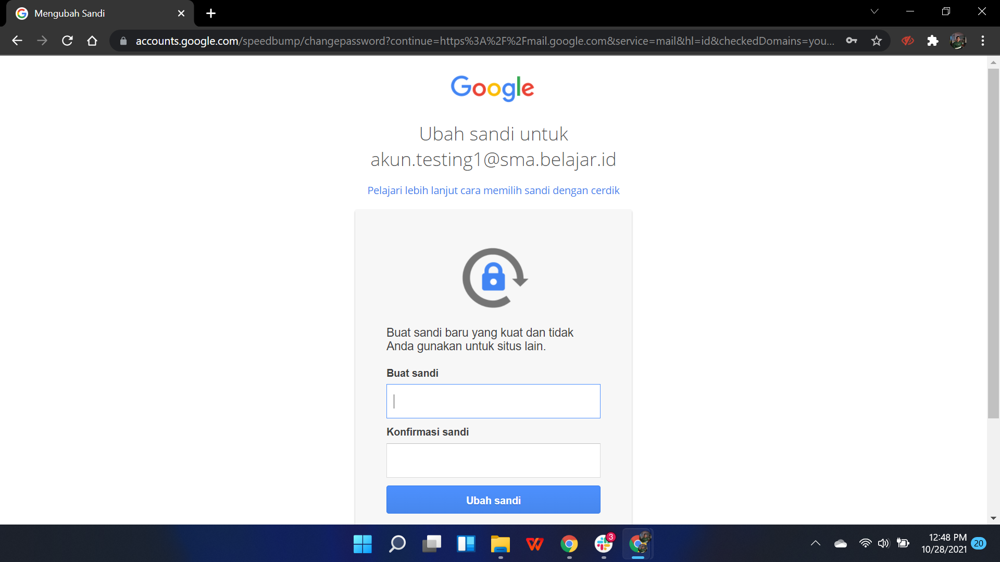 Mengubah Sandi
accounts.google.com/speedbump/changepassword?continue=https%3A%2F%2Fmail.google.com&service=mail&hl=id&checkedDomains=you...
Google
Ubah sandi untuk
akun.testing1@sma.belajar.id
Pelajari lebih lanjut cara memilih sandi dengan cerdik
Buat sandi baru yang kuat dan tidak
Anda gunakan untuk situs lain.
Buat sandi
Konfirmasi sandi
Ubah sandi
3
12:48 PM
10/28/2021
20